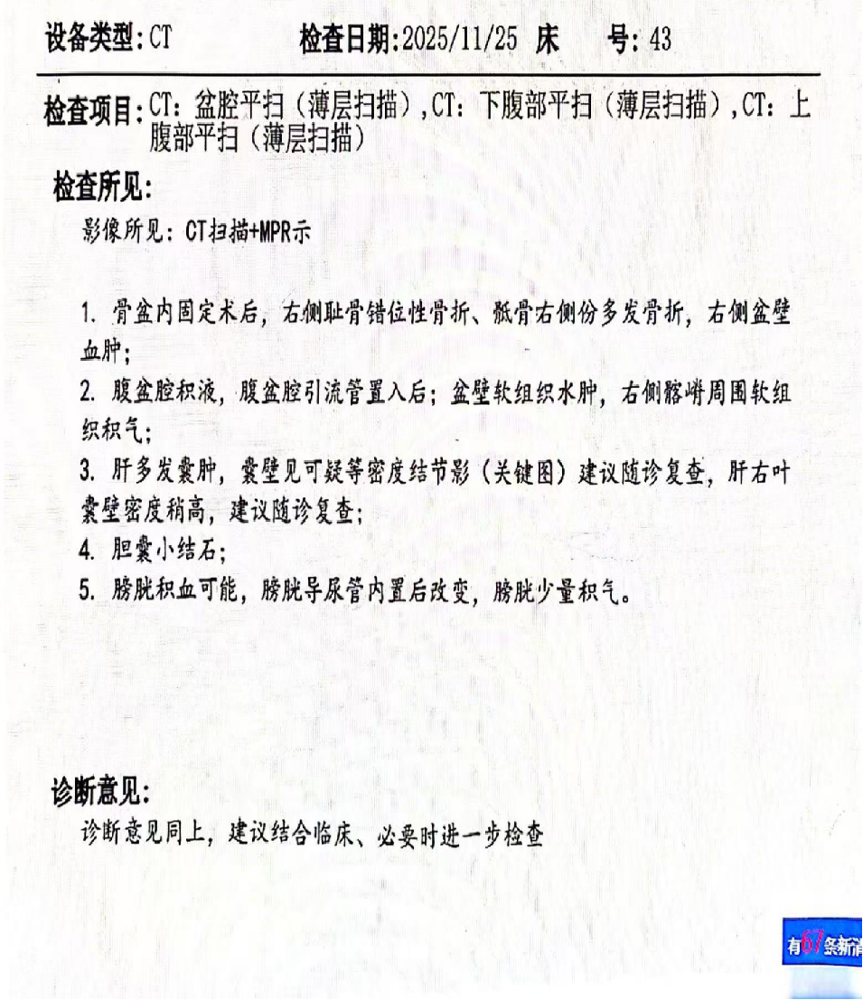 设备类型:CT 检查日期:2025/11/25 床 号: 43
检查项目:CT: 盆腔平扫(薄层扫描),CT: 下腹部平扫(薄层扫描),CT: 上
腹部平扫(薄层扫描)
检查所见:
影像所见: CT扫描+MPR示
1. 骨盆内固定术后, 右侧耻骨错位性骨折、骶骨右侧份多发骨折, 右侧盆壁
血肿;
2. 腹盆腔积液, 腹盆腔引流管置入后; 盆壁软组织水肿, 右侧髂嵴周围软组
织积气;
3. 肝多发囊肿, 囊壁见可疑等密度结节影(关键图)建议随诊复查, 肝右叶
囊壁密度稍高, 建议随诊复查;
4. 胆囊小结石;
5. 膀胱积血可能, 膀胱导尿管内置后改变, 膀胱少量积气。
诊断意见:
诊断意见同上, 建议结合临床、必要时进一步检查
有67条新消